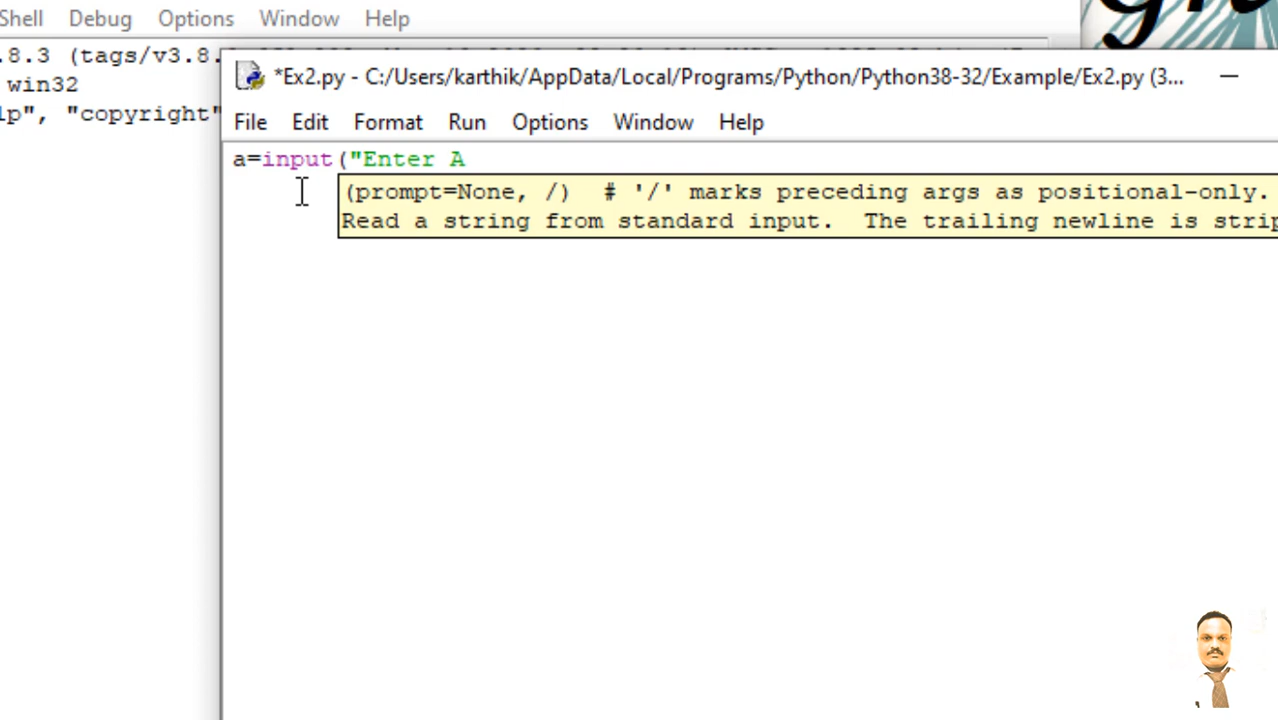 Shell Debug Options Window Help
.8.3 (tags/v3.8.
win32
lp", "copyright"
*Ex2.py - C:/Users/karthik/AppData/Local/Programs/Python/Python38-32/Example/Ex2.py (3...
File Edit Format Run Options Window Help
a=input("Enter A
(prompt=None, /) # '/' marks preceding args as positional-only.
Read a string from standard input. The trailing newline is strip